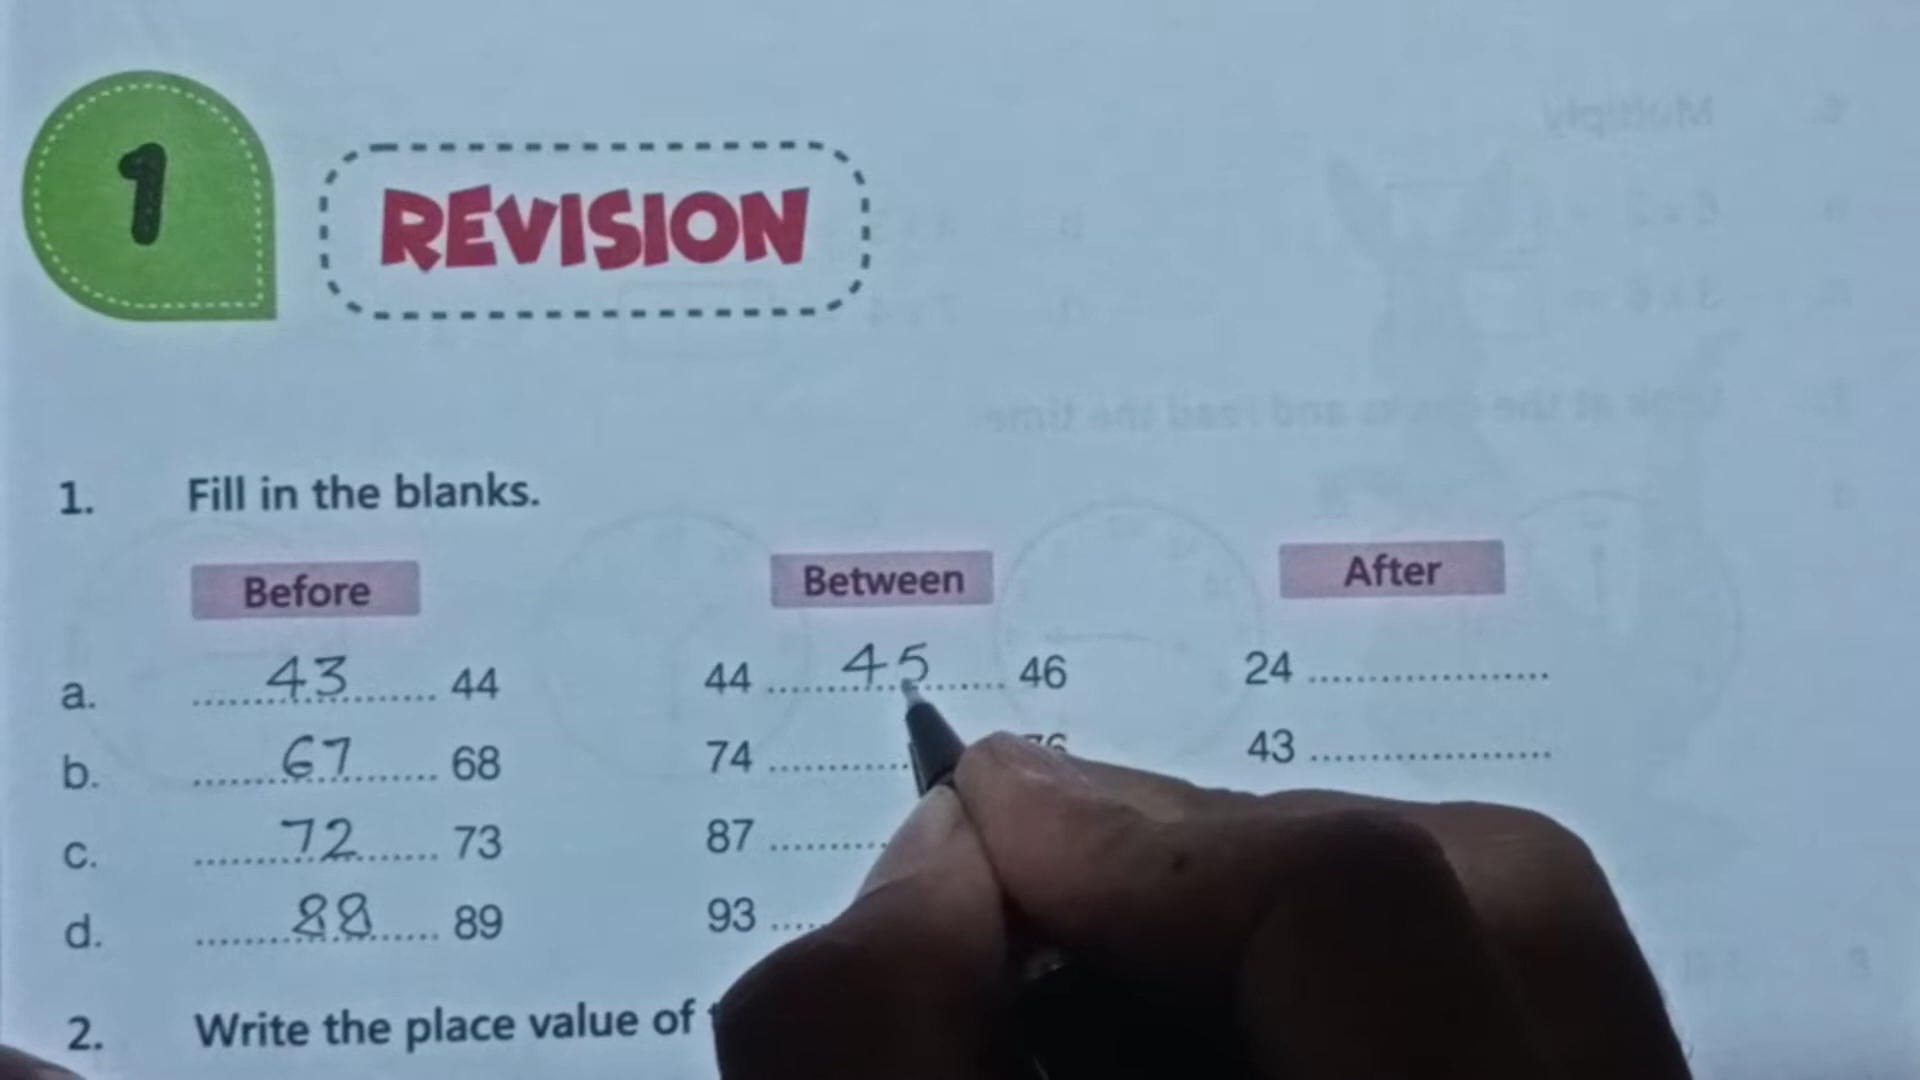 1
REVISION
1. Fill in the blanks.
Before Between After
a. 43 44 44 45 46 24
b. 67 68 74 76 43
c. 72 73 87
d. 88 89 93
2. Write the place value of